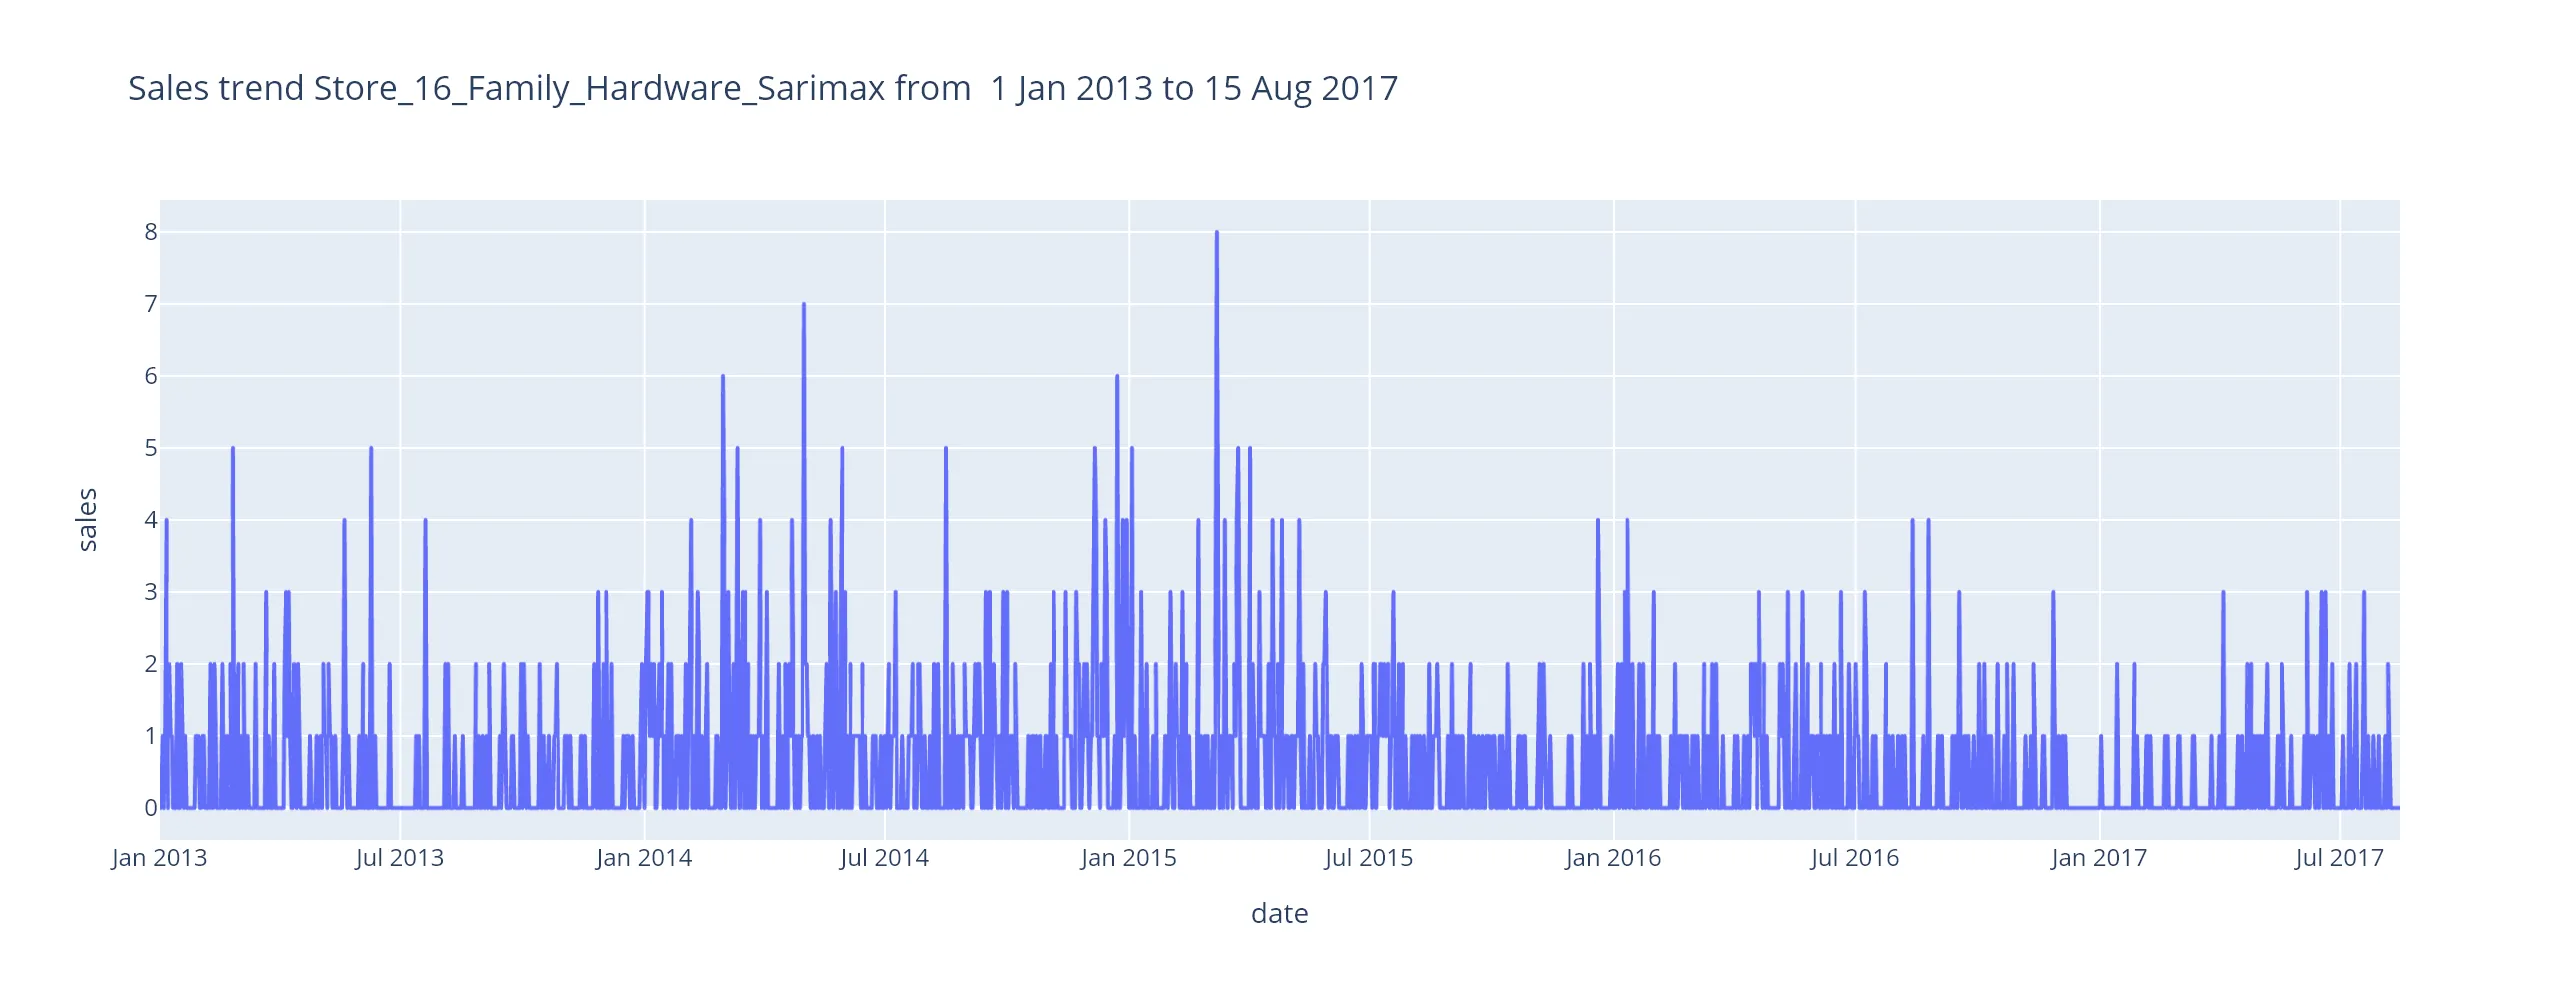 Sales trend Store_16_Family_Hardware_Sarimax from  1 Jan 2013 to 15 Aug 2017
8
7
6
5
4
3
2
1
0
sales
Jan 2013 Jul 2013 Jan 2014 Jul 2014 Jan 2015 Jul 2015 Jan 2016 Jul 2016 Jan 2017 Jul 2017
date